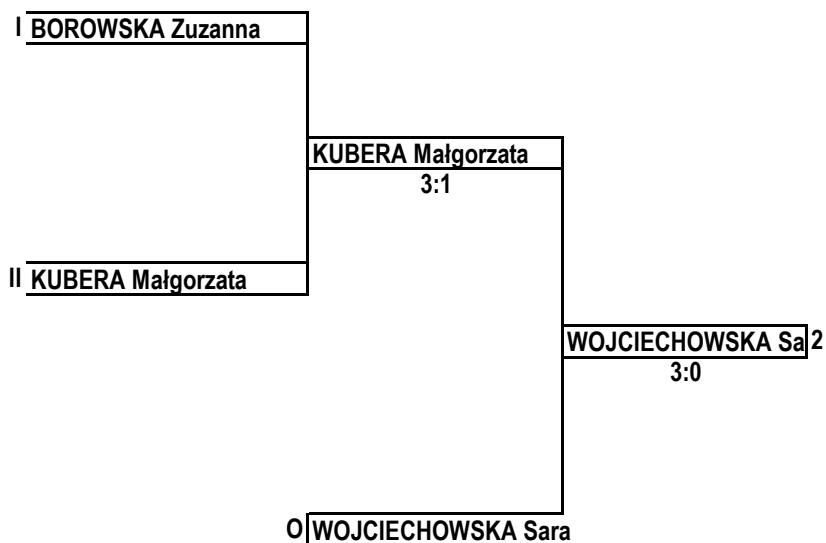 I BOROWSKA Zuzanna
KUBERA Małgorzata
3:1
II KUBERA Małgorzata
WOJCIECHOWSKA Sa 2
3:0
O WOJCIECHOWSKA Sara